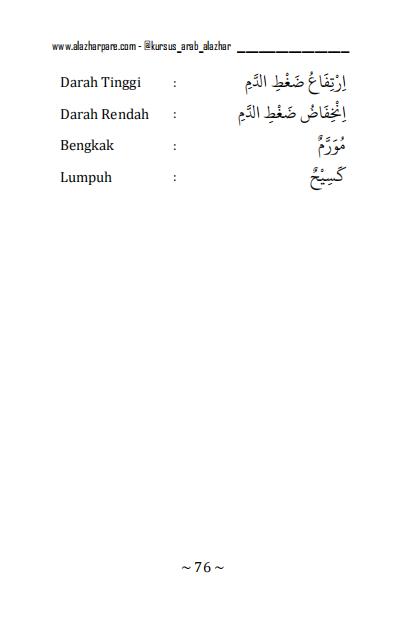 www.alazharpare.com - @kursus_arab_alazhar
Darah Tinggi : اِرْتِفَاعُ ضَغْطِ الدَّمِ
Darah Rendah : اِنْخِفَاضُ ضَغْطِ الدَّمِ
Bengkak : مُوَرَّمٌ
Lumpuh : كَسِيْحٌ
~ 76 ~